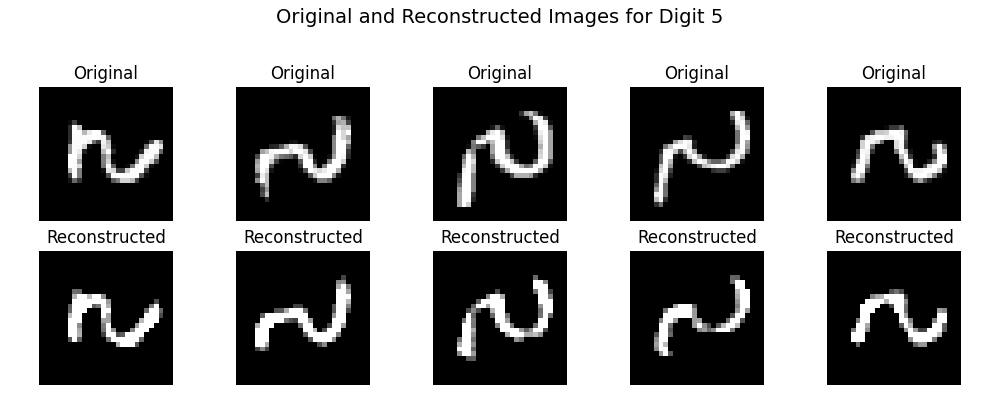 Original and Reconstructed Images for Digit 5
Original Original Original Original Original
Reconstructed Reconstructed Reconstructed Reconstructed Reconstructed